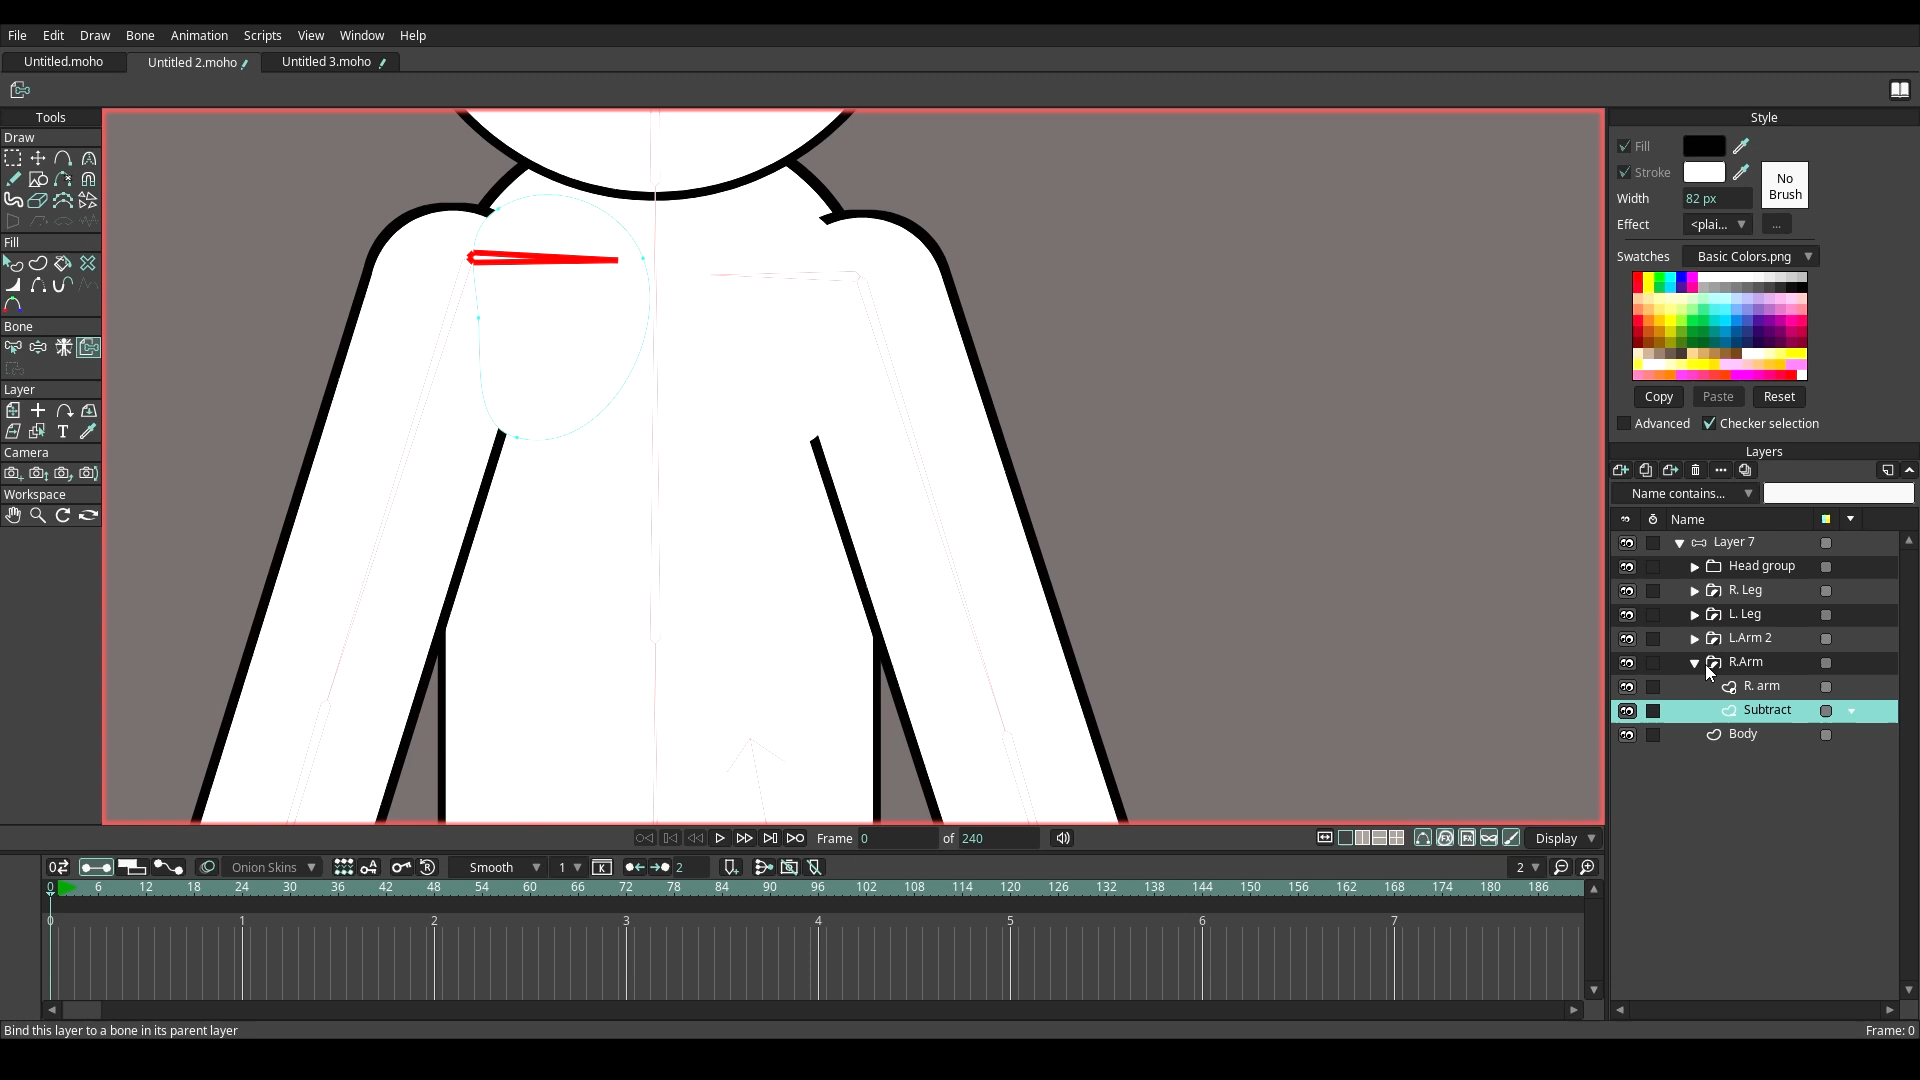 File Edit Draw Bone Animation Scripts View Window Help
Untitled.moho Untitled 2.moho Untitled 3.moho
Tools
Draw
Fill
Bone
Layer
Camera
Workspace
Style
Fill
Stroke
No Brush
Width 82 px
Effect <plai... ...
Swatches Basic Colors.png
Copy Paste Reset
Advanced Checker selection
Layers
Name contains...
Name
Layer 7
Head group
R. Leg
L. Leg
L.Arm 2
R.Arm
R. arm
Subtract
Body
Frame 0 of 240 Display
Onion Skins Smooth 1 2 2
0 6 12 18 24 30 36 42 48 54 60 66 72 78 84 90 96 102 108 114 120 126 132 138 144 150 156 162 168 174 180 186
0 1 2 3 4 5 6 7
Bind this layer to a bone in its parent layer Frame: 0